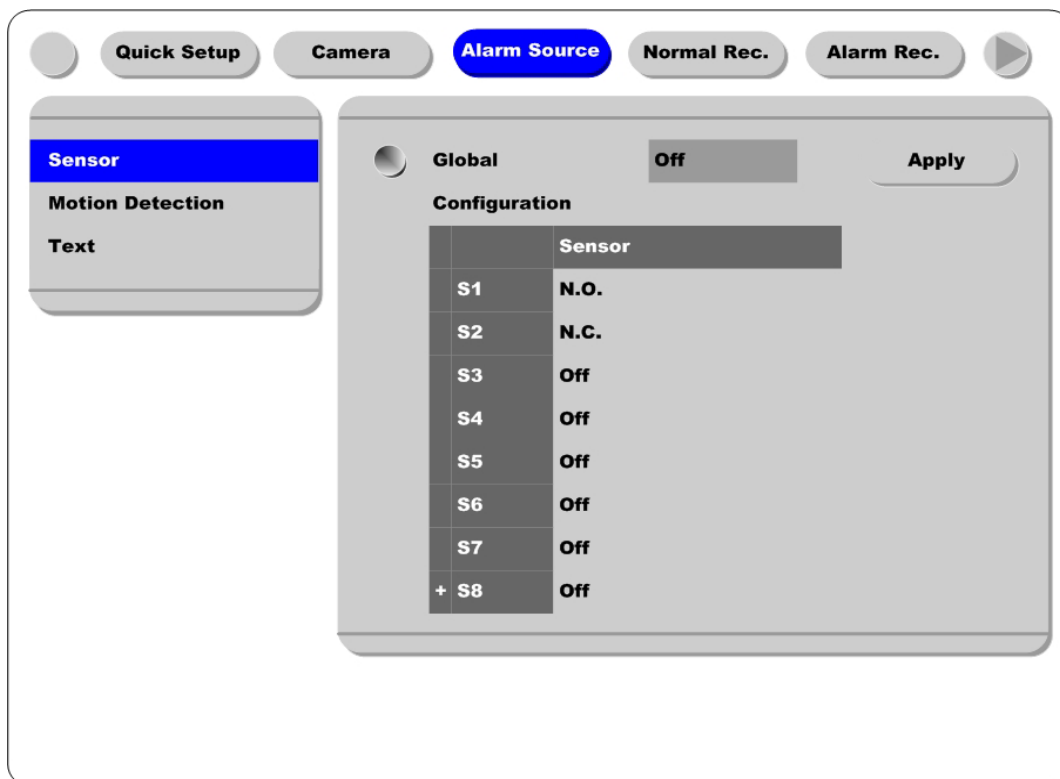 Quick Setup Camera Alarm Source Normal Rec. Alarm Rec.
Sensor
Motion Detection
Text
Global Off Apply
Configuration
Sensor
S1 N.O.
S2 N.C.
S3 Off
S4 Off
S5 Off
S6 Off
S7 Off
+ S8 Off